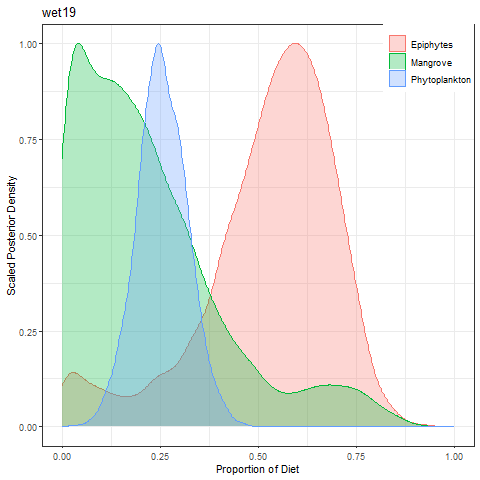 wet19
Epiphytes
Mangrove
Phytoplankton
1.00
0.75
0.50
0.25
0.00
Scaled Posterior Density
0.00 0.25 0.50 0.75 1.00
Proportion of Diet